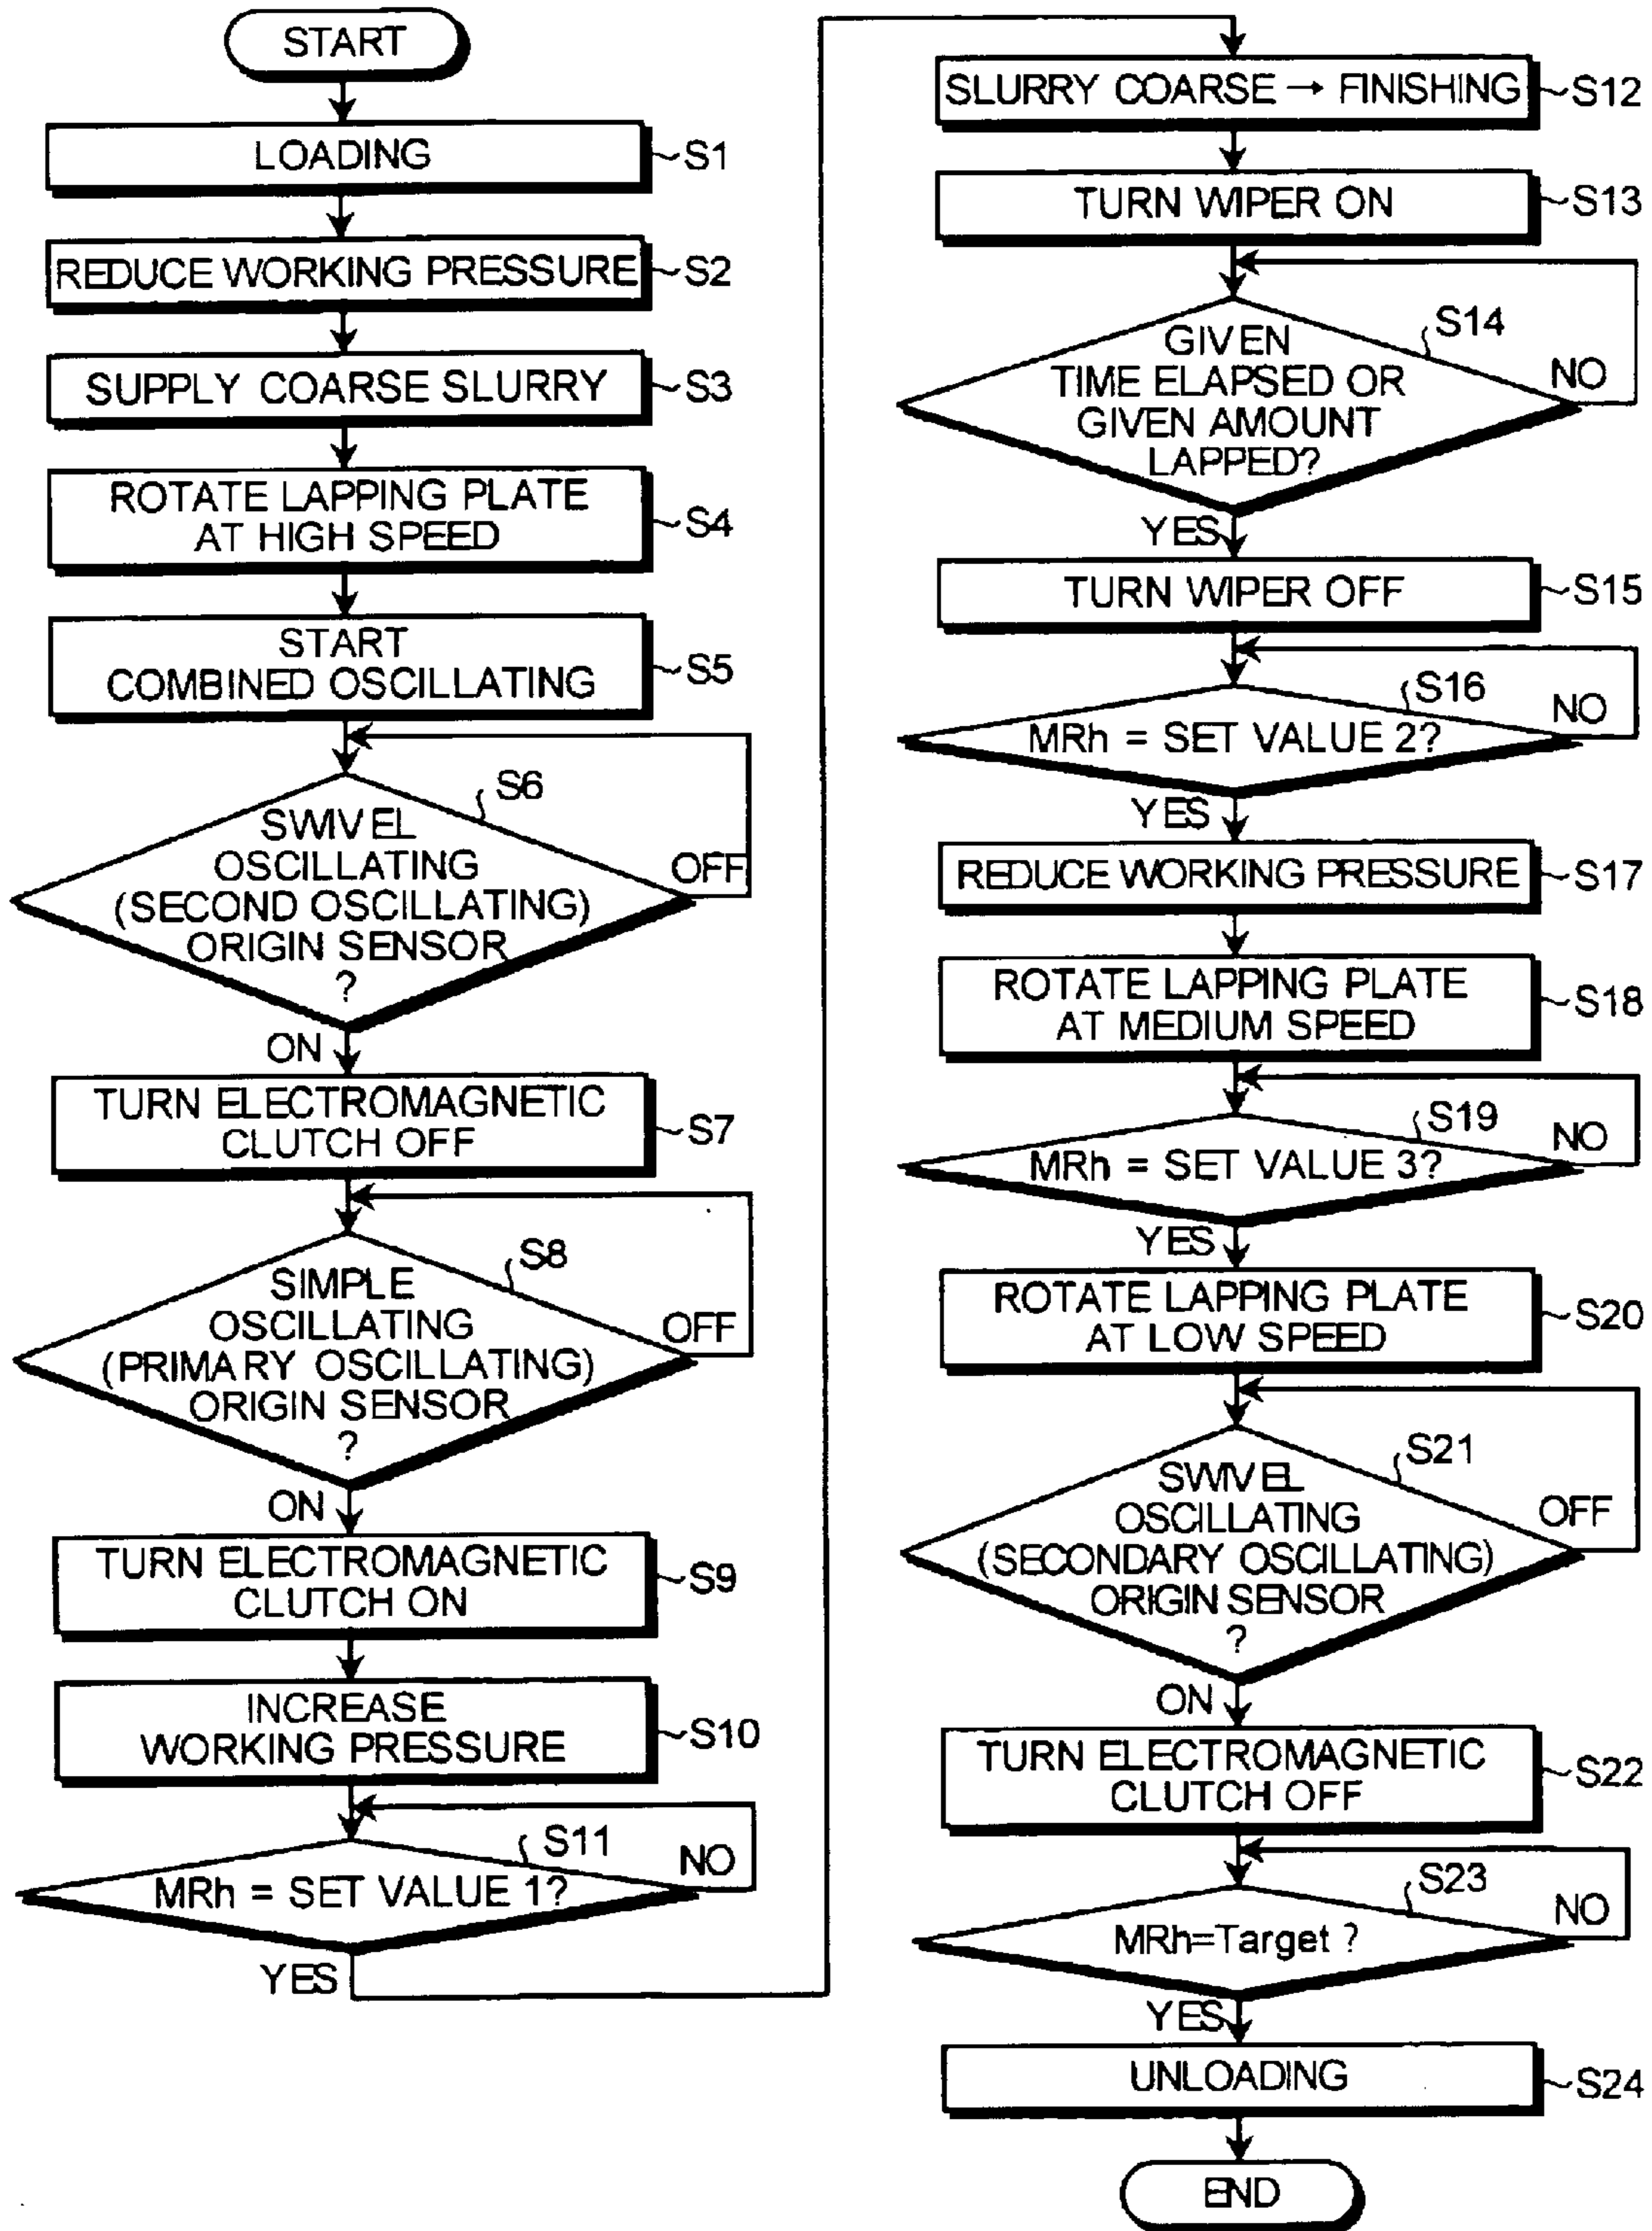 START
LOADING
S1
REDUCE WORKING PRESSURE
S2
SUPPLY COARSE SLURRY
S3
ROTATE LAPPING PLATE
AT HIGH SPEED
S4
START
COMBINED OSCILLATING
S5
S6
SWIVEL
OSCILLATING
(SECOND OSCILLATING)
ORIGIN SENSOR
?
OFF
ON
TURN ELECTROMAGNETIC
CLUTCH OFF
S7
S8
SIMPLE
OSCILLATING
(PRIMARY OSCILLATING)
ORIGIN SENSOR
?
OFF
ON
TURN ELECTROMAGNETIC
CLUTCH ON
S9
INCREASE
WORKING PRESSURE
S10
S11
MRh = SET VALUE 1?
NO
YES
SLURRY COARSE → FINISHING
S12
TURN WIPER ON
S13
S14
GIVEN
TIME ELAPSED OR
GIVEN AMOUNT
LAPPED?
NO
YES
TURN WIPER OFF
S15
S16
MRh = SET VALUE 2?
NO
YES
REDUCE WORKING PRESSURE
S17
ROTATE LAPPING PLATE
AT MEDIUM SPEED
S18
S19
MRh = SET VALUE 3?
NO
YES
ROTATE LAPPING PLATE
AT LOW SPEED
S20
S21
SWIVEL
OSCILLATING
(SECONDARY OSCILLATING)
ORIGIN SENSOR
?
OFF
ON
TURN ELECTROMAGNETIC
CLUTCH OFF
S22
S23
MRh=Target ?
NO
YES
UNLOADING
S24
END